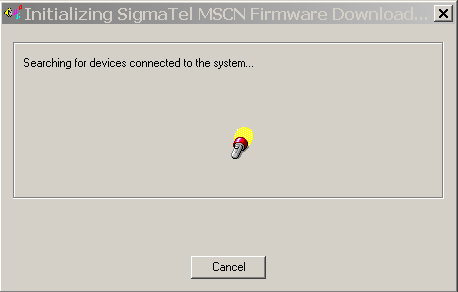 Initializing SigmaTel MSCN Firmware Download...
Searching for devices connected to the system...
Cancel